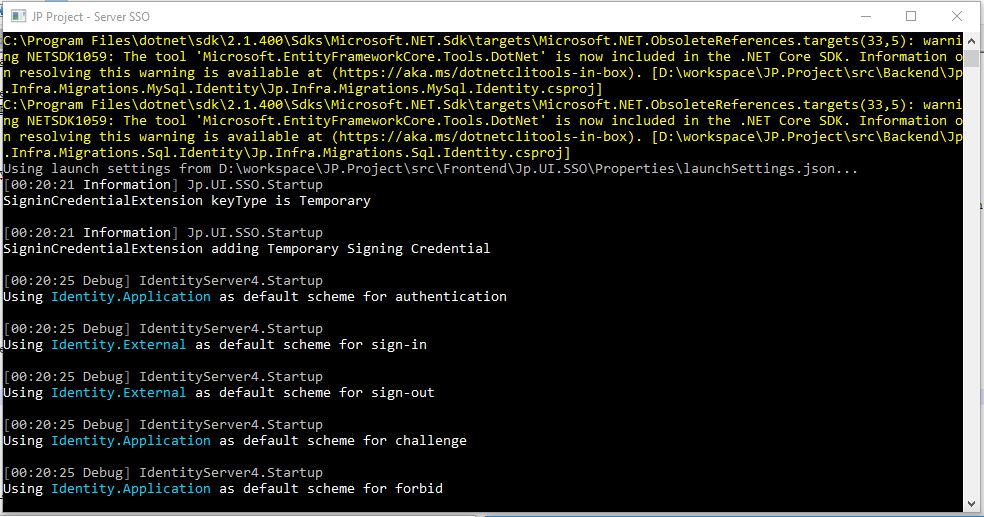 JP Project - Server SSO
C:\Program Files\dotnet\sdk\2.1.400\Sdks\Microsoft.NET.Sdk\targets\Microsoft.NET.ObsoleteReferences.targets(33,5): warni
ng NETSDK1059: The tool 'Microsoft.EntityFrameworkCore.Tools.DotNet' is now included in the .NET Core SDK. Information o
n resolving this warning is available at (https://aka.ms/dotnetclitools-in-box). [D:\workspace\JP.Project\src\Backend\Jp
.Infra.Migrations.MySql.Identity\Jp.Infra.Migrations.MySql.Identity.csproj]
C:\Program Files\dotnet\sdk\2.1.400\Sdks\Microsoft.NET.Sdk\targets\Microsoft.NET.ObsoleteReferences.targets(33,5): warni
ng NETSDK1059: The tool 'Microsoft.EntityFrameworkCore.Tools.DotNet' is now included in the .NET Core SDK. Information o
n resolving this warning is available at (https://aka.ms/dotnetclitools-in-box). [D:\workspace\JP.Project\src\Backend\Jp
.Infra.Migrations.Sql.Identity\Jp.Infra.Migrations.Sql.Identity.csproj]
Using launch settings from D:\workspace\JP.Project\src\Frontend\Jp.UI.SSO\Properties\launchSettings.json...
[00:20:21 Information] Jp.UI.SSO.Startup
SigninCredentialExtension keyType is Temporary
[00:20:21 Information] Jp.UI.SSO.Startup
SigninCredentialExtension adding Temporary Signing Credential
[00:20:25 Debug] IdentityServer4.Startup
Using Identity.Application as default scheme for authentication
[00:20:25 Debug] IdentityServer4.Startup
Using Identity.External as default scheme for sign-in
[00:20:25 Debug] IdentityServer4.Startup
Using Identity.External as default scheme for sign-out
[00:20:25 Debug] IdentityServer4.Startup
Using Identity.Application as default scheme for challenge
[00:20:25 Debug] IdentityServer4.Startup
Using Identity.Application as default scheme for forbid